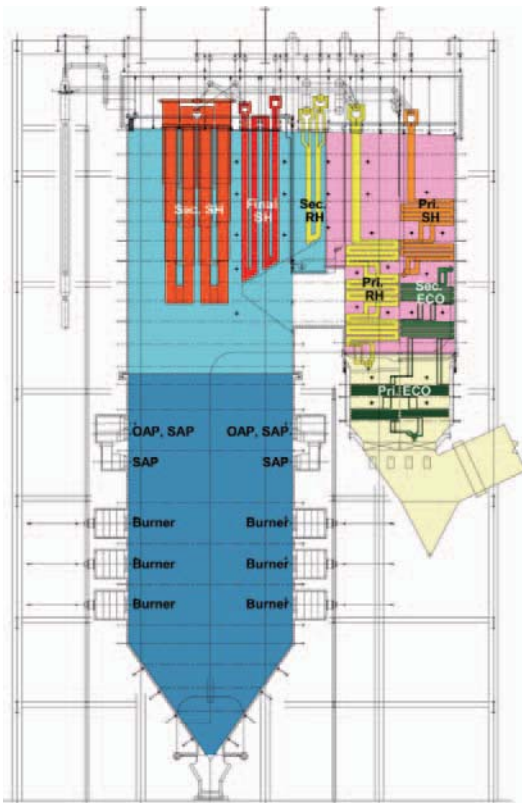 Sec. SH
Final
SH
Sec.
RH
Pri.
SH
Pri.
RH
Sec.
ECO
Pri. ECO
OAP, SAP
OAP, SAP
SAP
SAP
Burner
Burner
Burner
Burner
Burner
Burner